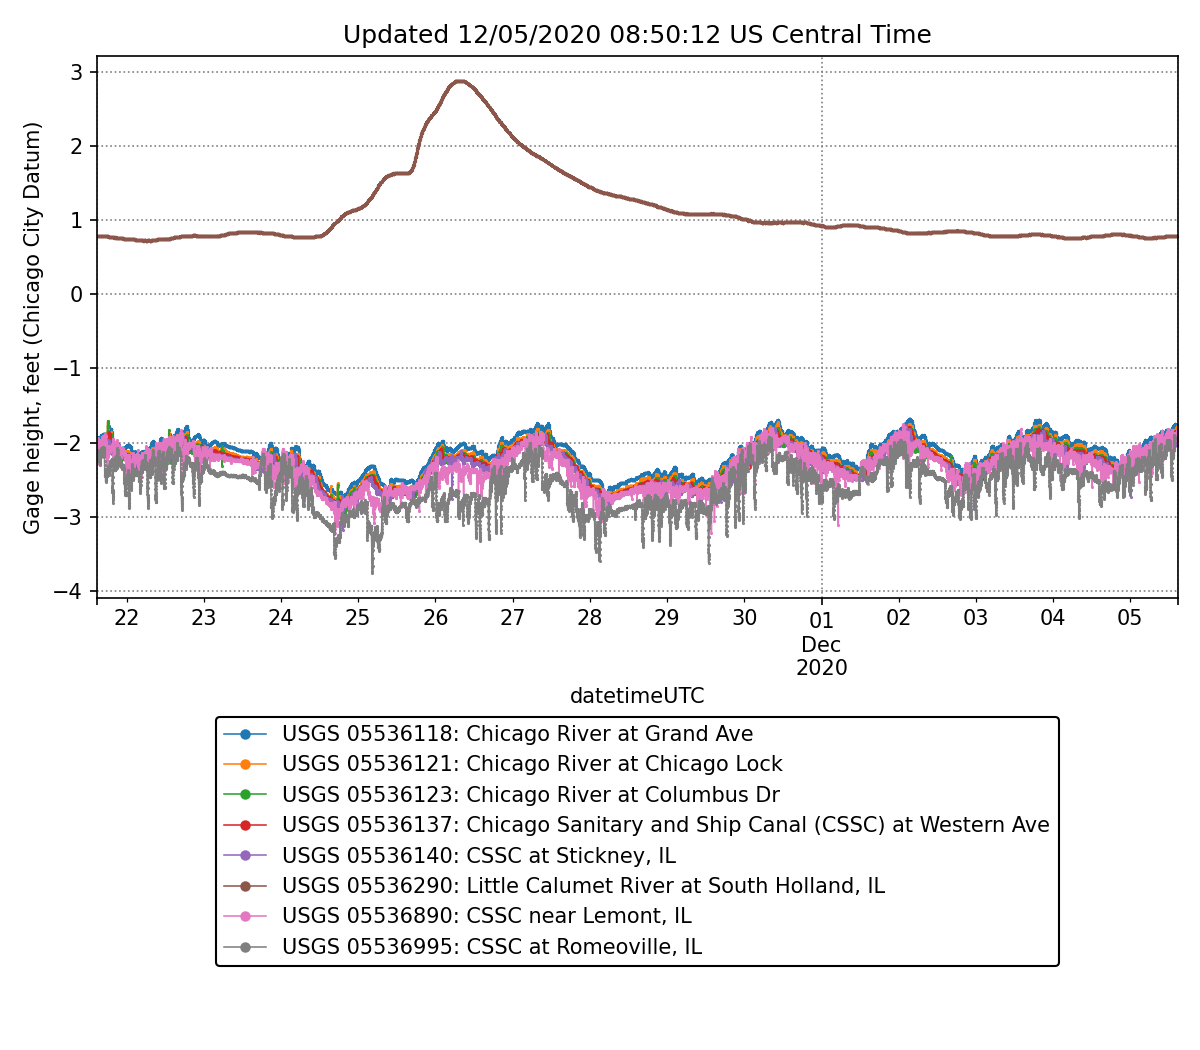 Updated 12/05/2020 08:50:12 US Central Time
Gage height, feet (Chicago City Datum)
3
2
1
0
−1
−2
−3
−4
22 23 24 25 26 27 28 29 30 01 02 03 04 05
Dec
2020
datetimeUTC
USGS 05536118: Chicago River at Grand Ave
USGS 05536121: Chicago River at Chicago Lock
USGS 05536123: Chicago River at Columbus Dr
USGS 05536137: Chicago Sanitary and Ship Canal (CSSC) at Western Ave
USGS 05536140: CSSC at Stickney, IL
USGS 05536290: Little Calumet River at South Holland, IL
USGS 05536890: CSSC near Lemont, IL
USGS 05536995: CSSC at Romeoville, IL